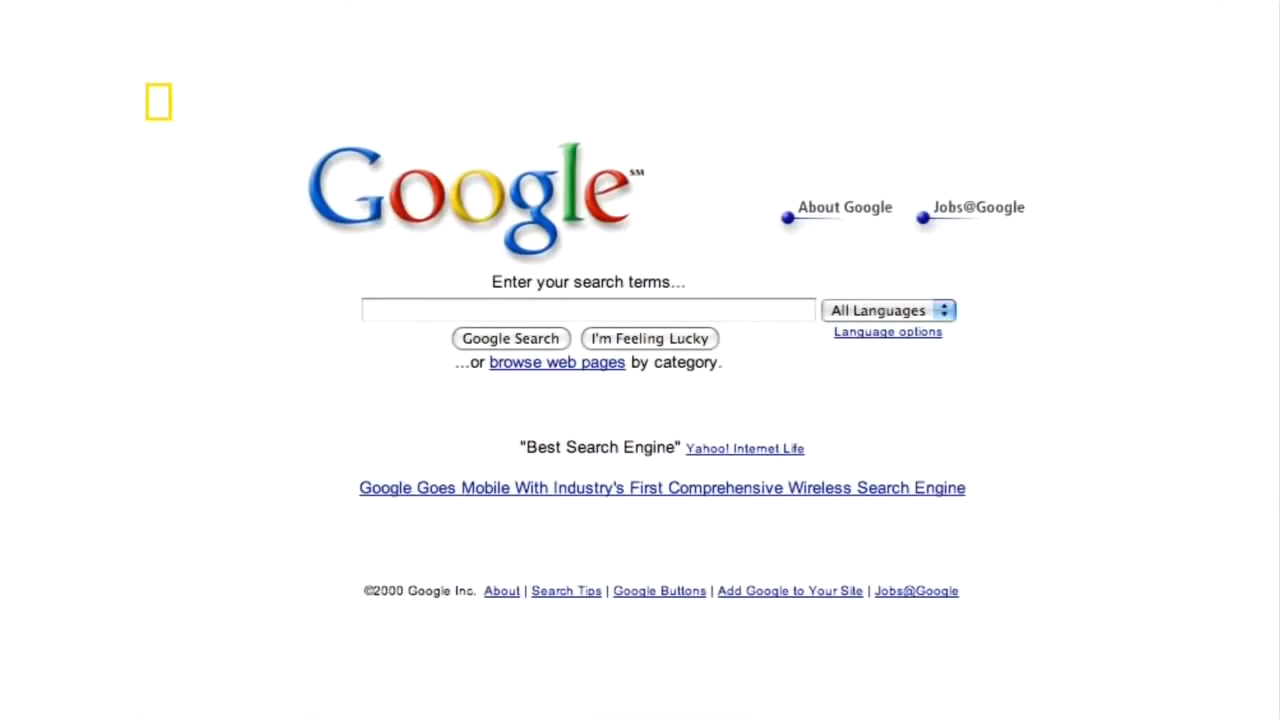 Google℠
About Google Jobs@Google
Enter your search terms...
All Languages
Language options
Google Search I'm Feeling Lucky
...or browse web pages by category.
"Best Search Engine" Yahoo! Internet Life
Google Goes Mobile With Industry's First Comprehensive Wireless Search Engine
©2000 Google Inc. About | Search Tips | Google Buttons | Add Google to Your Site | Jobs@Google